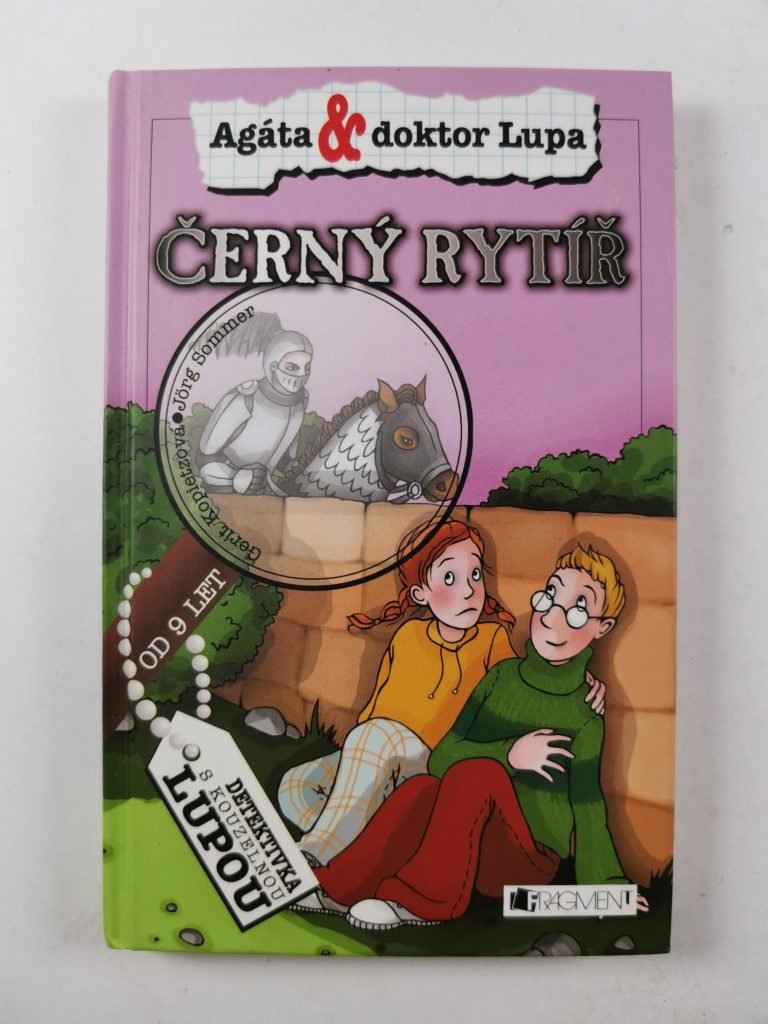 Agáta & doktor Lupa
ČERNÝ RYTÍŘ
Gerit Kopietzová • Jörg Sommer
OD 9 LET
DETEKTIVKA
S KOUZELNOU
LUPOU
FRAGMENT